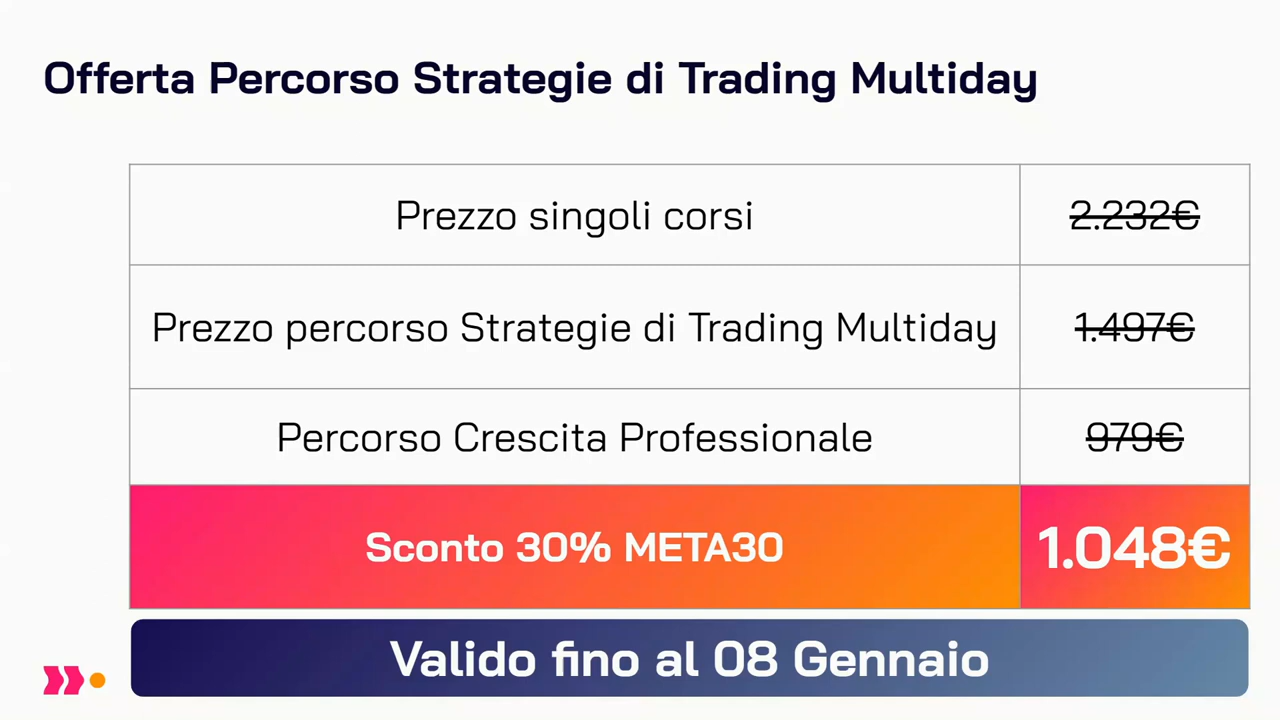 Offerta Percorso Strategie di Trading Multiday
Prezzo singoli corsi 2.232€
Prezzo percorso Strategie di Trading Multiday 1.497€
Percorso Crescita Professionale 979€
Sconto 30% META30 1.048€
Valido fino al 08 Gennaio